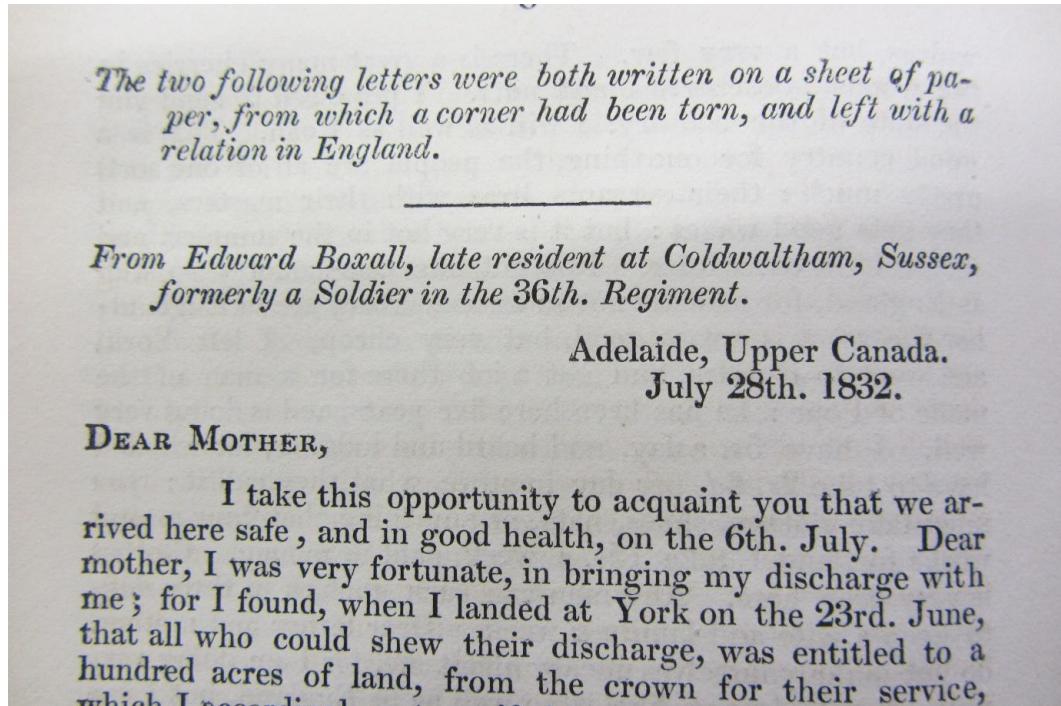 The two following letters were both written on a sheet of pa-
per, from which a corner had been torn, and left with a
relation in England.
From Edward Boxall, late resident at Coldwaltham, Sussex,
formerly a Soldier in the 36th. Regiment.
Adelaide, Upper Canada.
July 28th. 1832.
DEAR MOTHER,
I take this opportunity to acquaint you that we ar-
rived here safe, and in good health, on the 6th. July. Dear
mother, I was very fortunate, in bringing my discharge with
me; for I found, when I landed at York on the 23rd. June,
that all who could shew their discharge, was entitled to a
hundred acres of land, from the crown for their service,
which I